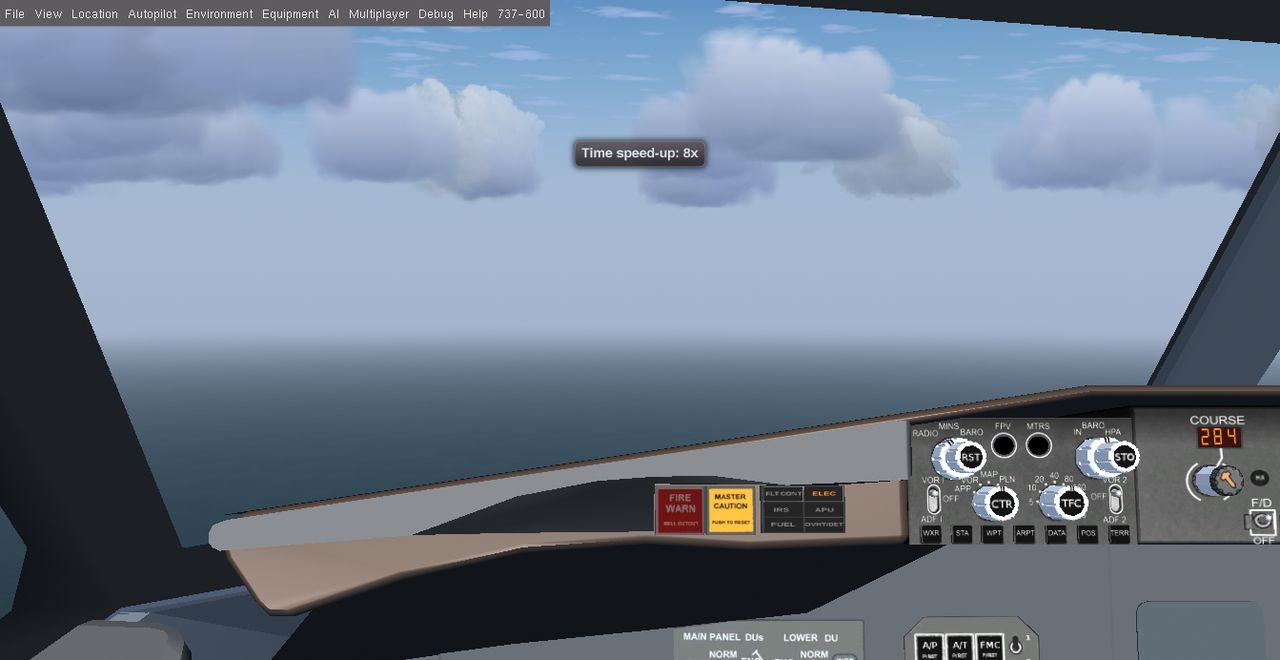 File View Location Autopilot Environment Equipment AI Multiplayer Debug Help 737-800
Time speed-up: 8x
COURSE
284
MINS
RADIO BARO
FPV MTRS
BARO
IN HPA
RST
STO
VOR 1
OFF
ADF 1
MAP
APP VOR PLN
CTR
5 10 20 40 80
TFC
VOR 2
OFF
ADF 2
WXR STA WPT ARPT DATA POS TERR
F/D
OFF
FIRE
WARN
BELL CUTOUT
MASTER
CAUTION
PUSH TO RESET
FLT CONT ELEC
IRS APU
FUEL OVHT/DET
MAIN PANEL DUs LOWER DU
NORM NORM
A/P
P/RST
A/T
P/RST
FMC
P/RST
1